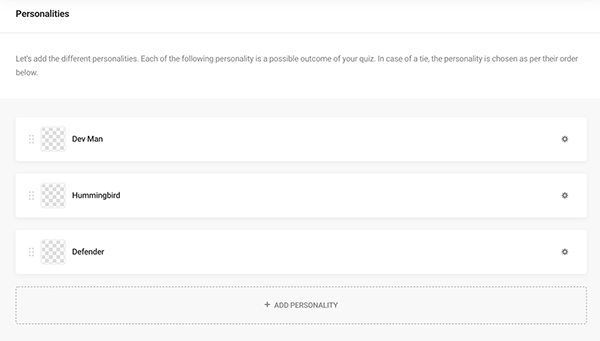 Personalities
Let's add the different personalities. Each of the following personality is a possible outcome of your quiz. In case of a tie, the personality is chosen as per their order
below.
Dev Man
Hummingbird
Defender
+ ADD PERSONALITY